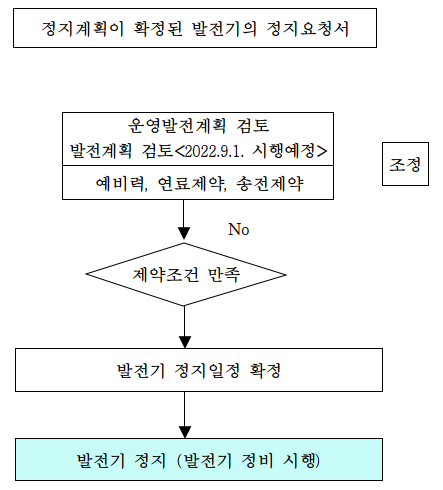 정지계획이 확정된 발전기의 정지요청서
운영발전계획 검토
발전계획 검토<2022.9.1. 시행예정>
조정
예비력, 연료제약, 송전제약
No
제약조건 만족
발전기 정지일정 확정
발전기 정지 (발전기 정비 시행)